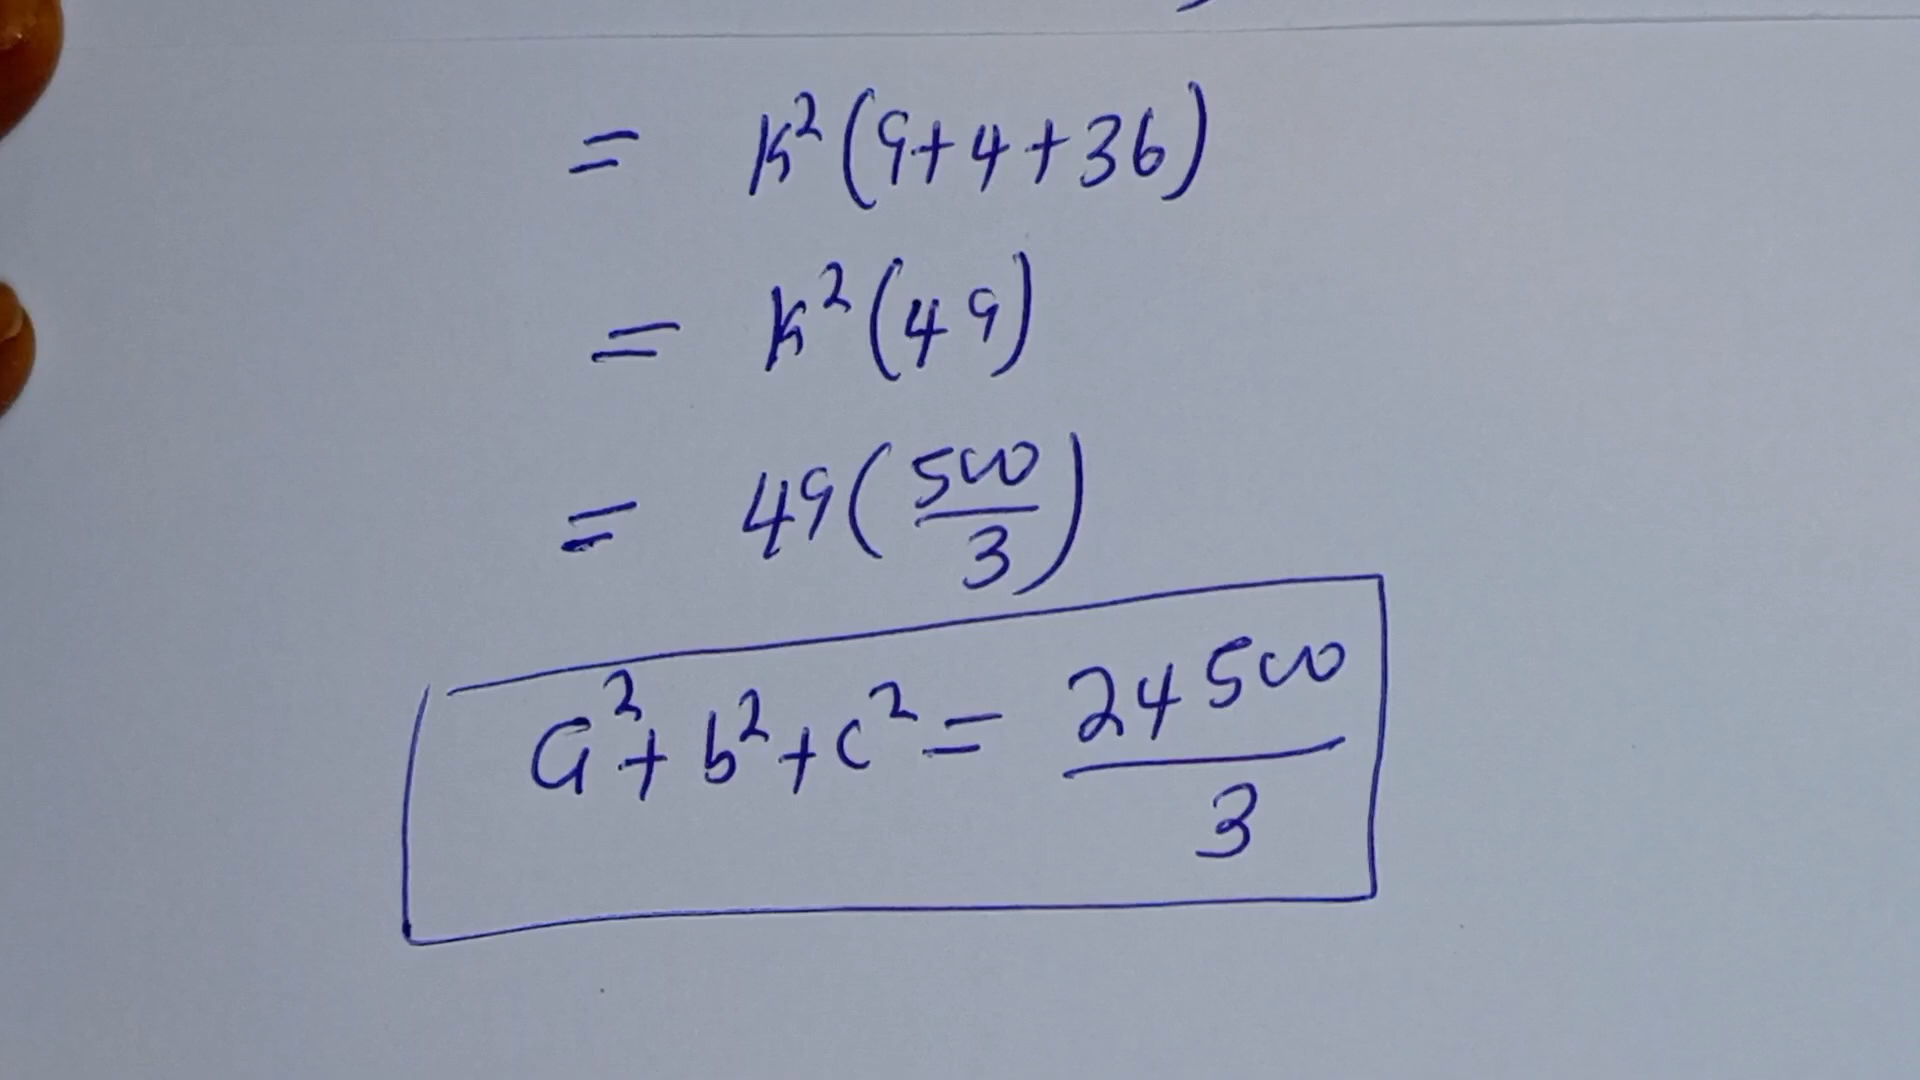 = k²(9+4+36)
= k²(49)
= 49(500/3)
a²+b²+c² = 24500/3